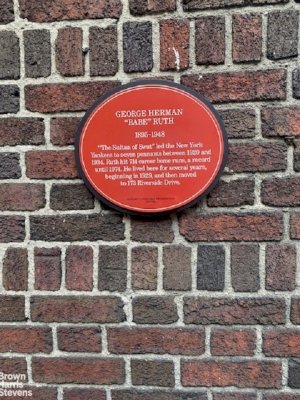 GEORGE HERMAN
"BABE" RUTH
1895-1948
"The Sultan of Swat" led the New York
Yankees to seven pennants between 1920 and
1934. Ruth hit 714 career home runs, a record
until 1974. He lived here for several years,
beginning in 1929, and then moved
to 173 Riverside Drive.
Brown
Harris
Stevens